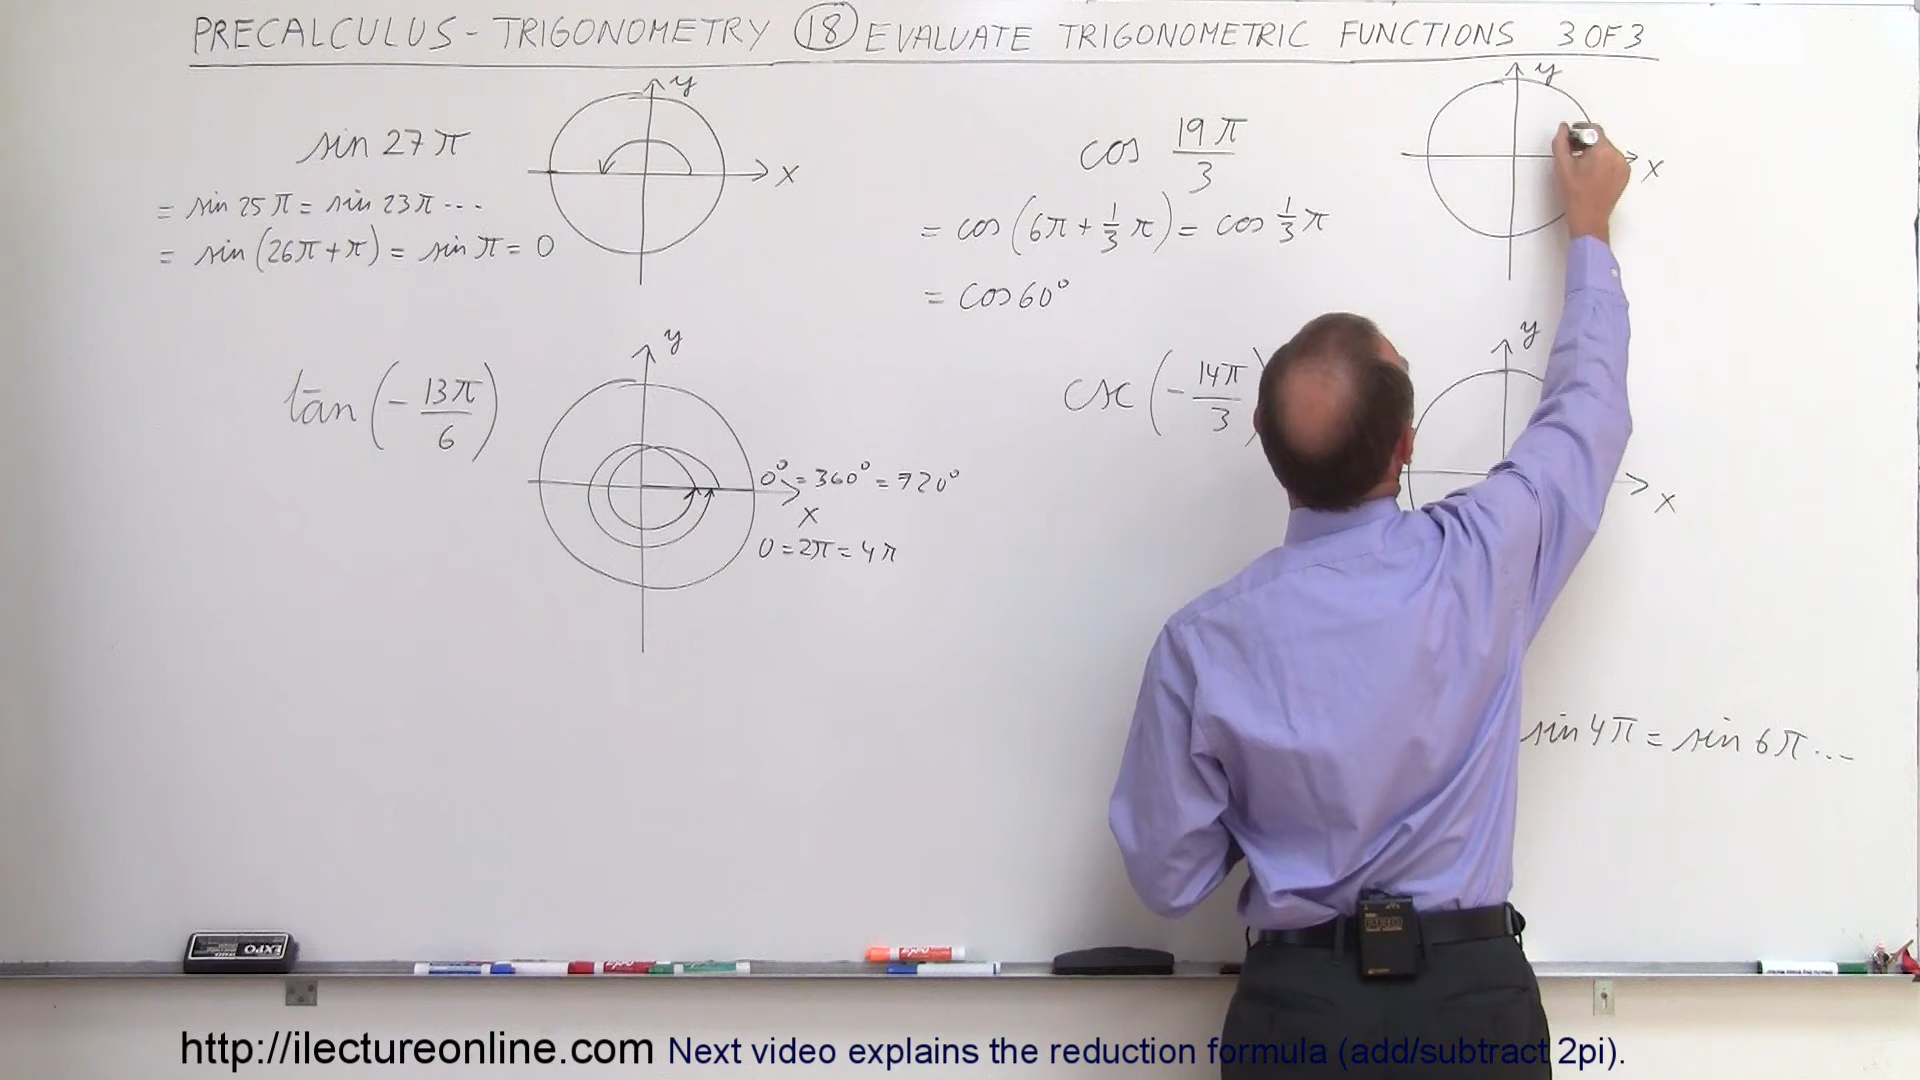 PRECALCULUS - TRIGONOMETRY 18 EVALUATE TRIGONOMETRIC FUNCTIONS 3 OF 3
sin 27π
= sin 25π = sin 23π ...
= sin (26π + π) = sin π = 0
y
x
cos 19π/3
= cos (6π + 1/3 π) = cos 1/3 π
= cos 60°
y
x
tan (- 13π/6)
y
0° = 360° = 720°
x
0 = 2π = 4π
csc (- 14π/3)
y
x
sin 4π = sin 6π ...
EXPO
http://ilectureonline.com Next video explains the reduction formula (add/subtract 2pi).